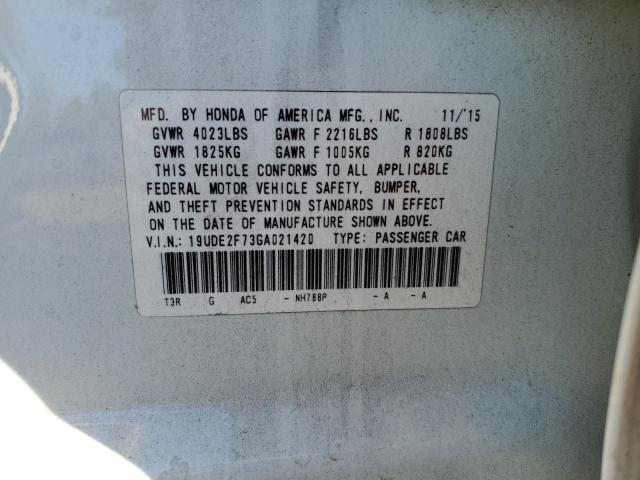 MFD. BY HONDA OF AMERICA MFG., INC. 11/'15
GVWR 4023LBS GAWR F 2216LBS R 1808LBS
GVWR 1825KG GAWR F 1005KG R 820KG
THIS VEHICLE CONFORMS TO ALL APPLICABLE
FEDERAL MOTOR VEHICLE SAFETY, BUMPER,
AND THEFT PREVENTION STANDARDS IN EFFECT
ON THE DATE OF MANUFACTURE SHOWN ABOVE.
V.I.N.: 19UDE2F73GA021420 TYPE: PASSENGER CAR
T3R G AC5 - NH788P - A - A